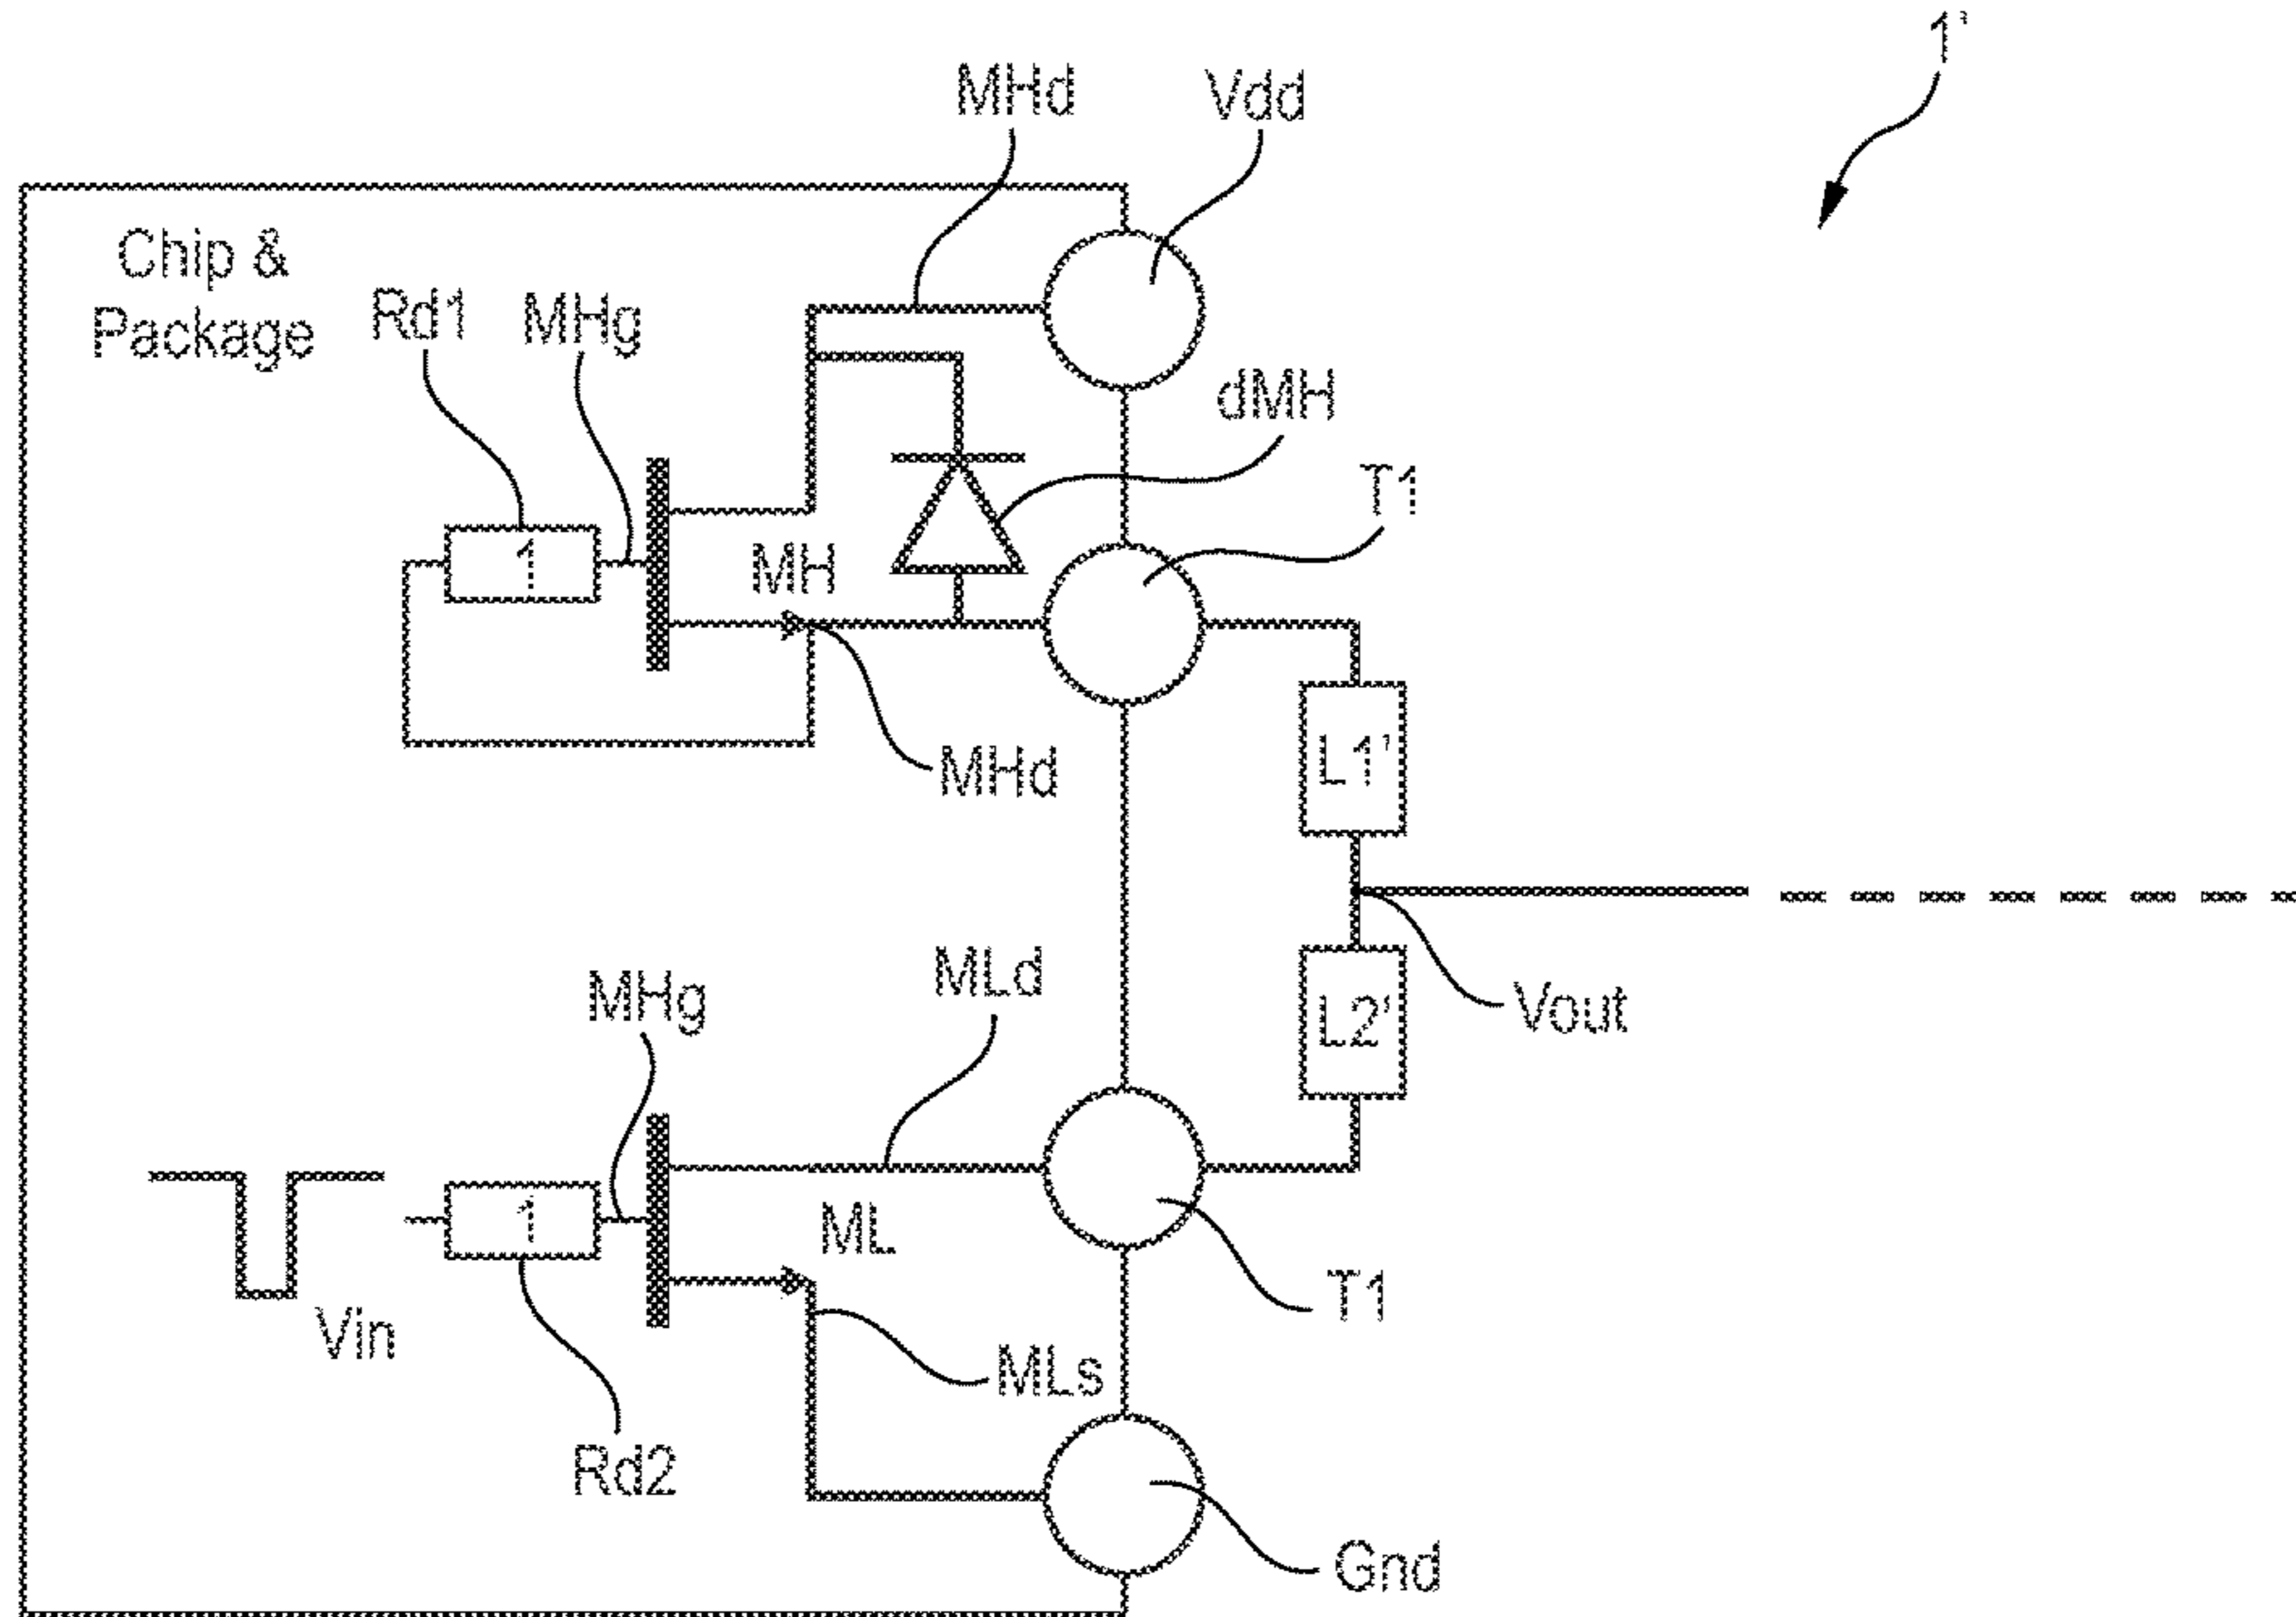 1'
MHd
Vdd
Chip &
Package
Rd1
MHg
dMH
T1
1
MH
MHd
L1'
MHg
MLd
L2'
Vout
1
ML
Vin
T1
MLs
Rd2
Gnd